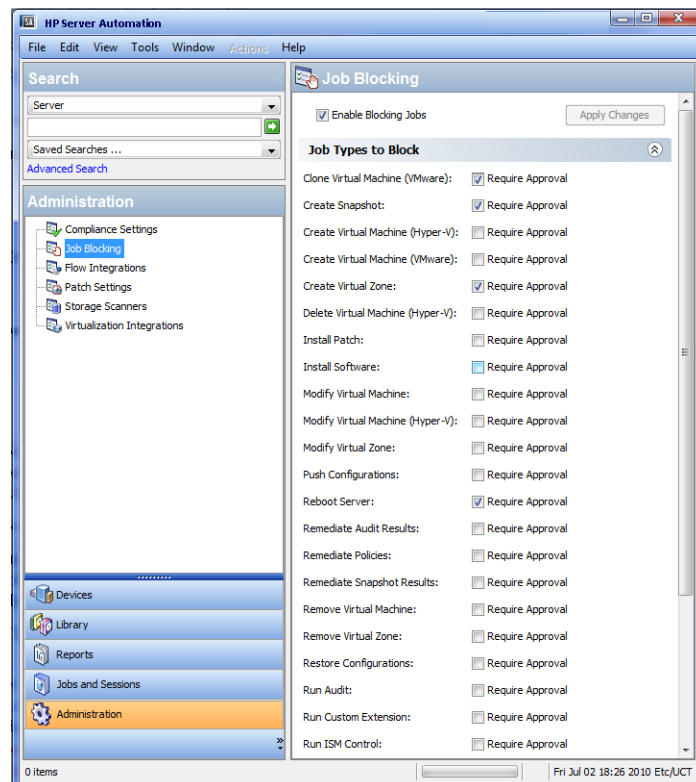 HP Server Automation
File Edit View Tools Window Actions Help
Search
Server
Saved Searches ...
Advanced Search
Administration
Compliance Settings
Job Blocking
Flow Integrations
Patch Settings
Storage Scanners
Virtualization Integrations
Devices
Library
Reports
Jobs and Sessions
Administration
Job Blocking
Enable Blocking Jobs
Apply Changes
Job Types to Block
Clone Virtual Machine (VMware): Require Approval
Create Snapshot: Require Approval
Create Virtual Machine (Hyper-V): Require Approval
Create Virtual Machine (VMware): Require Approval
Create Virtual Zone: Require Approval
Delete Virtual Machine (Hyper-V): Require Approval
Install Patch: Require Approval
Install Software: Require Approval
Modify Virtual Machine: Require Approval
Modify Virtual Machine (Hyper-V): Require Approval
Modify Virtual Zone: Require Approval
Push Configurations: Require Approval
Reboot Server: Require Approval
Remediate Audit Results: Require Approval
Remediate Policies: Require Approval
Remediate Snapshot Results: Require Approval
Remove Virtual Machine: Require Approval
Remove Virtual Zone: Require Approval
Restore Configurations: Require Approval
Run Audit: Require Approval
Run Custom Extension: Require Approval
Run ISM Control: Require Approval
0 items
Fri Jul 02 18:26 2010 Etc/UCT